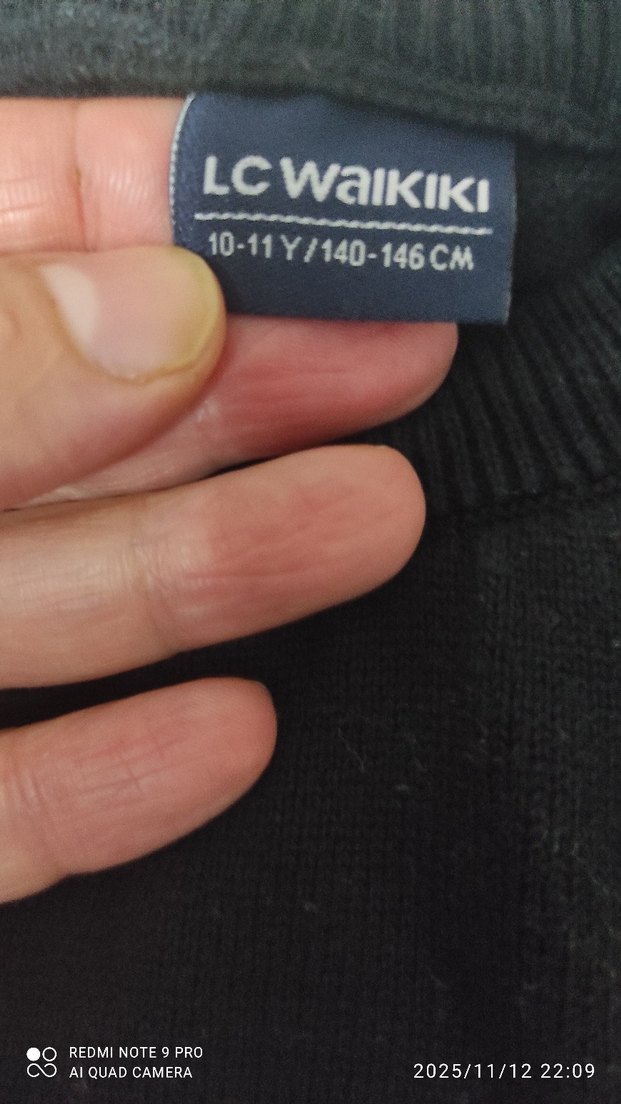 LC WAIKIKI
10-11 Y/140-146 CM
REDMI NOTE 9 PRO
AI QUAD CAMERA
2025/11/12 22:09